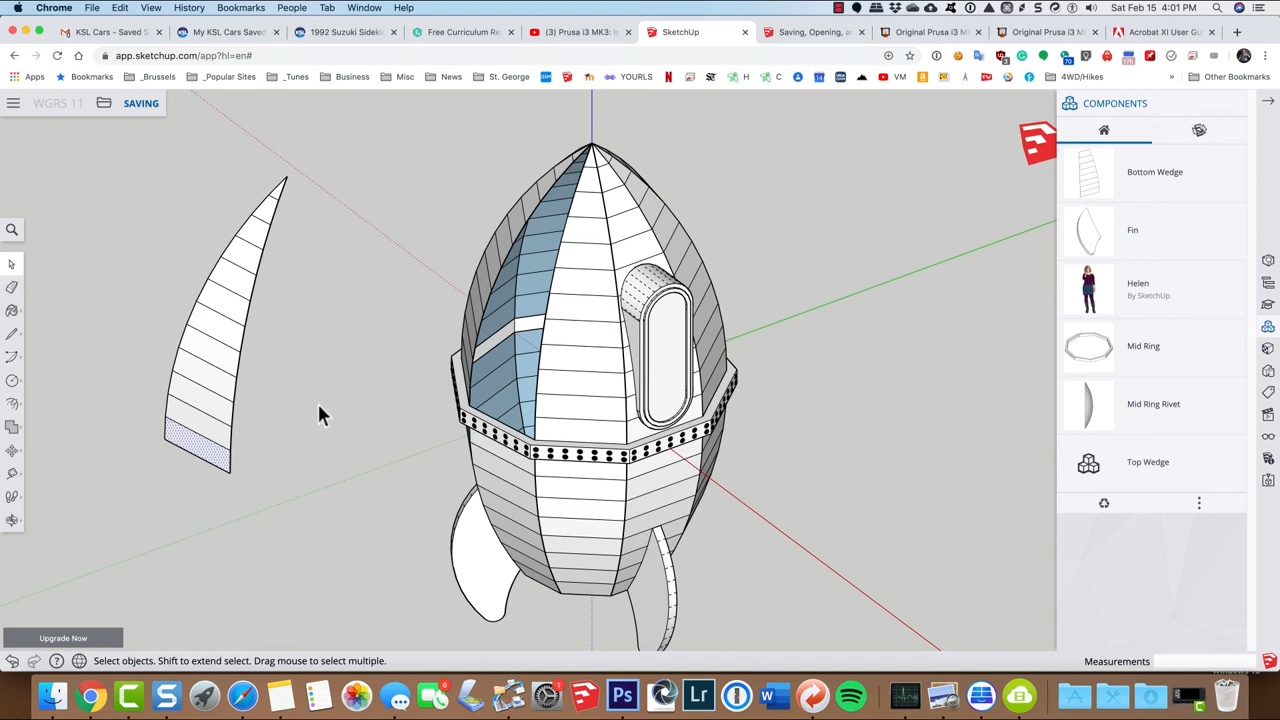 Chrome File Edit View History Bookmarks People Tab Window Help Sat Feb 15 4:01 PM
KSL Cars - Saved S
My KSL Cars Saved
1992 Suzuki Sidekic
Free Curriculum Re
(3) Prusa i3 MK3: Is
SketchUp
Saving, Opening, as
Original Prusa i3 MK
Original Prusa i3 MK
Acrobat XI User Gu
app.sketchup.com/app?hl=en#
Apps Bookmarks _Brussels _Popular Sites _Tunes Business Misc News St. George YOURLS H C VM 4WD/Hikes Other Bookmarks
WGRS 11 SAVING
COMPONENTS
Bottom Wedge
Fin
Helen
By SketchUp
Mid Ring
Mid Ring Rivet
Top Wedge
Upgrade Now
Select objects. Shift to extend select. Drag mouse to select multiple.
Measurements